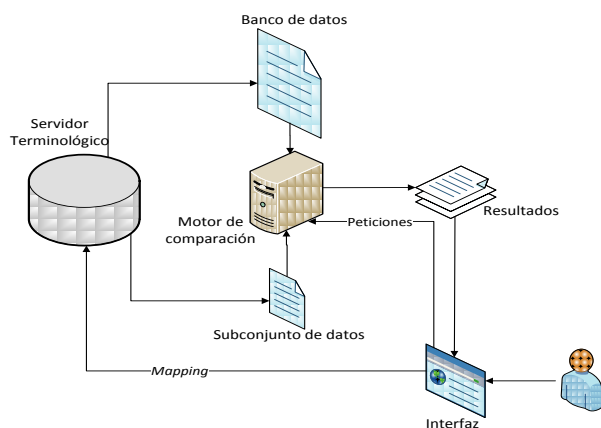 Banco de datos
Servidor
Terminológico
Motor de
comparación
Peticiones
Resultados
Subconjunto de datos
Mapping
Interfaz